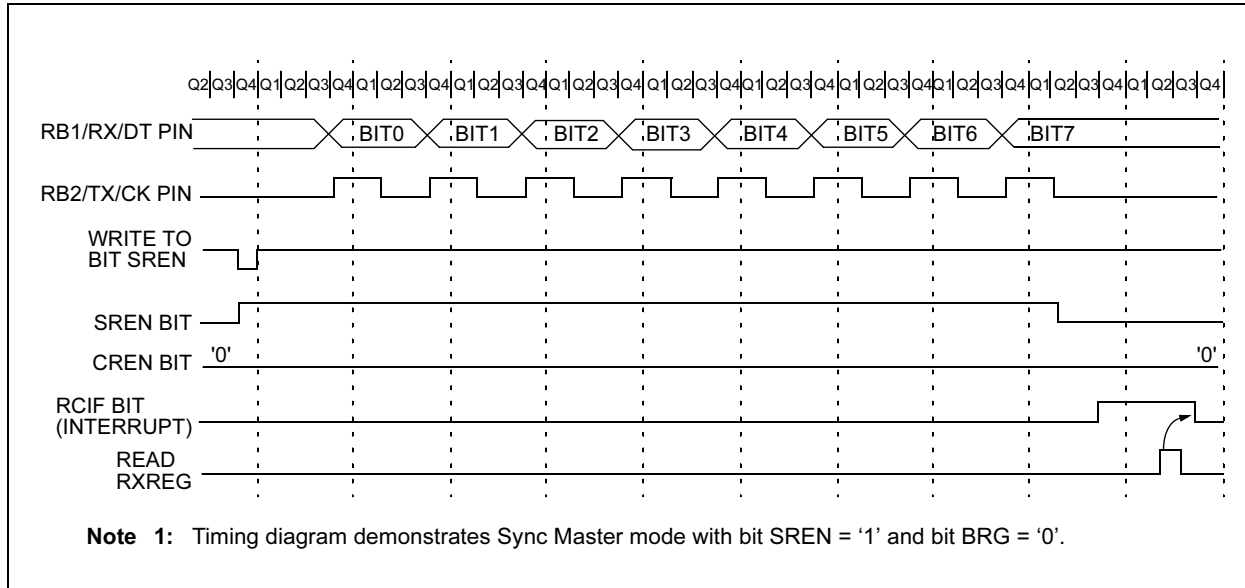 Q2 Q3 Q4 Q1 Q2 Q3 Q4 Q1 Q2 Q3 Q4 Q1 Q2 Q3 Q4 Q1 Q2 Q3 Q4 Q1 Q2 Q3 Q4 Q1 Q2 Q3 Q4 Q1 Q2 Q3 Q4 Q1 Q2 Q3 Q4 Q1 Q2 Q3 Q4 Q1 Q2 Q3 Q4
RB1/RX/DT PIN BIT0 BIT1 BIT2 BIT3 BIT4 BIT5 BIT6 BIT7
RB2/TX/CK PIN
WRITE TO
BIT SREN
SREN BIT
CREN BIT '0' '0'
RCIF BIT
(INTERRUPT)
READ
RXREG
Note 1: Timing diagram demonstrates Sync Master mode with bit SREN = ‘1’ and bit BRG = ‘0’.